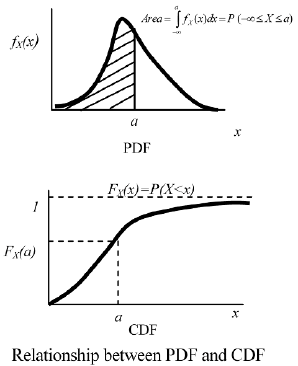 Area = ∫_{-∞}^{a} f_X(x)dx = P (-∞ ≤ X ≤ a)
f_X(x)
a
x
PDF
F_X(x)=P(X<x)
1
F_X(a)
a
x
CDF
Relationship between PDF and CDF